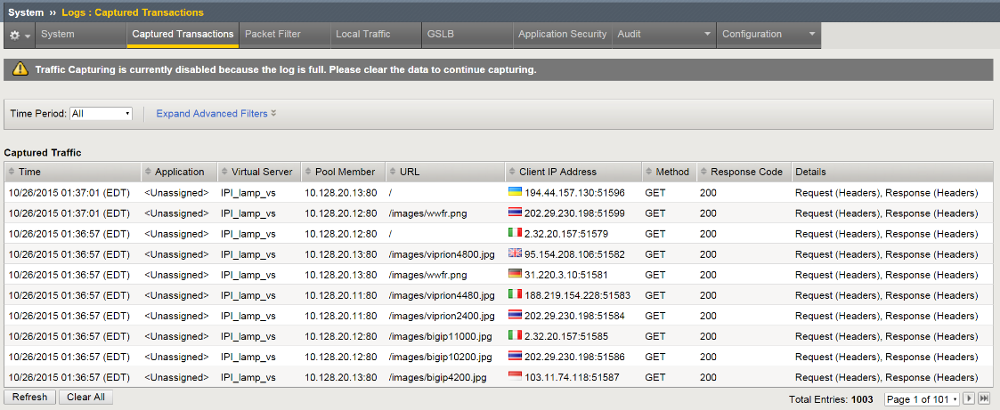 System ›› Logs : Captured Transactions
System Captured Transactions Packet Filter Local Traffic GSLB Application Security Audit Configuration
Traffic Capturing is currently disabled because the log is full. Please clear the data to continue capturing.
Time Period: All Expand Advanced Filters
Captured Traffic
Time Application Virtual Server Pool Member URL Client IP Address Method Response Code Details
10/26/2015 01:37:01 (EDT) <Unassigned> IPI_lamp_vs 10.128.20.13:80 / 194.44.157.130:51596 GET 200 Request (Headers), Response (Headers)
10/26/2015 01:37:01 (EDT) <Unassigned> IPI_lamp_vs 10.128.20.12:80 /images/wwfr.png 202.29.230.198:51599 GET 200 Request (Headers), Response (Headers)
10/26/2015 01:36:57 (EDT) <Unassigned> IPI_lamp_vs 10.128.20.12:80 / 2.32.20.157:51579 GET 200 Request (Headers), Response (Headers)
10/26/2015 01:36:57 (EDT) <Unassigned> IPI_lamp_vs 10.128.20.13:80 /images/viprion4800.jpg 95.154.208.106:51582 GET 200 Request (Headers), Response (Headers)
10/26/2015 01:36:57 (EDT) <Unassigned> IPI_lamp_vs 10.128.20.13:80 /images/wwfr.png 31.220.3.10:51581 GET 200 Request (Headers), Response (Headers)
10/26/2015 01:36:57 (EDT) <Unassigned> IPI_lamp_vs 10.128.20.11:80 /images/viprion4480.jpg 188.219.154.228:51583 GET 200 Request (Headers), Response (Headers)
10/26/2015 01:36:57 (EDT) <Unassigned> IPI_lamp_vs 10.128.20.11:80 /images/viprion2400.jpg 202.29.230.198:51584 GET 200 Request (Headers), Response (Headers)
10/26/2015 01:36:57 (EDT) <Unassigned> IPI_lamp_vs 10.128.20.11:80 /images/bigip11000.jpg 2.32.20.157:51585 GET 200 Request (Headers), Response (Headers)
10/26/2015 01:36:57 (EDT) <Unassigned> IPI_lamp_vs 10.128.20.12:80 /images/bigip10200.jpg 202.29.230.198:51586 GET 200 Request (Headers), Response (Headers)
10/26/2015 01:36:57 (EDT) <Unassigned> IPI_lamp_vs 10.128.20.13:80 /images/bigip4200.jpg 103.11.74.118:51587 GET 200 Request (Headers), Response (Headers)
Refresh Clear All Total Entries: 1003 Page 1 of 101